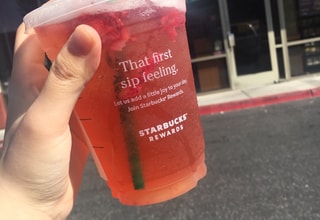 That first
sip feeling.
Let us add a little joy to your day.
Join Starbucks® Rewards.
STARBUCKS®
REWARDS